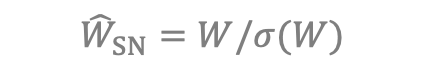 Ŵ_SN = W/σ(W)